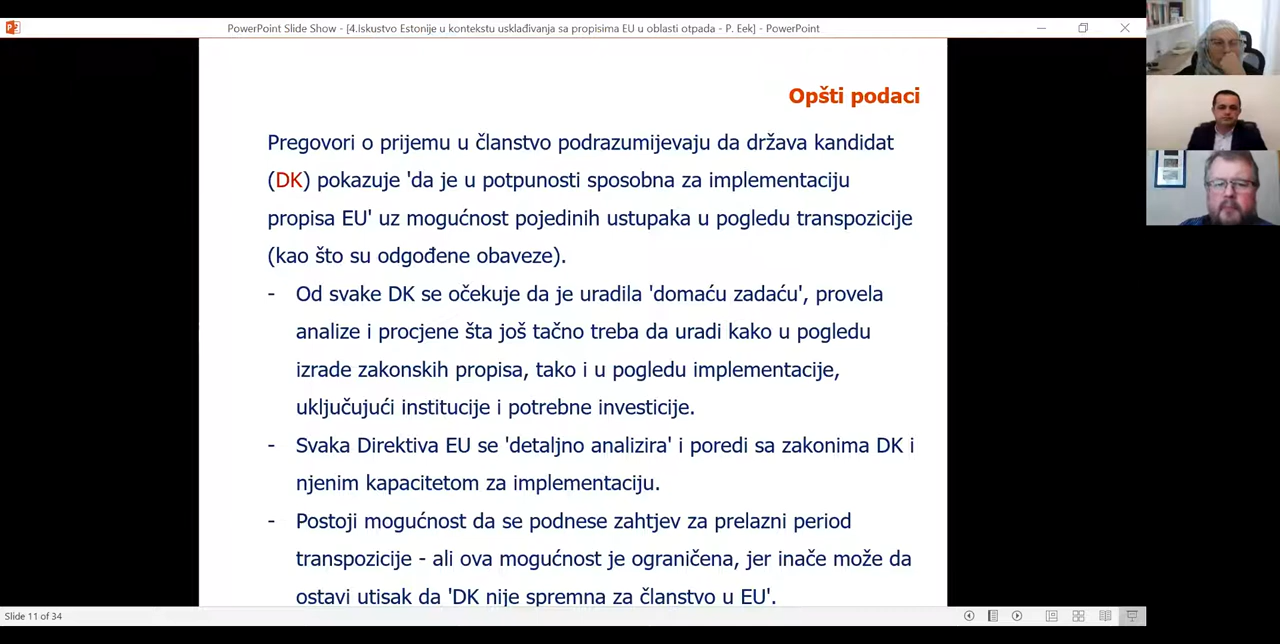 PowerPoint Slide Show - [4.Iskustvo Estonije u kontekstu usklađivanja sa propisima EU u oblasti otpada - P. Eek] - PowerPoint
Opšti podaci
Pregovori o prijemu u članstvo podrazumijevaju da država kandidat
(DK) pokazuje 'da je u potpunosti sposobna za implementaciju
propisa EU' uz mogućnost pojedinih ustupaka u pogledu transpozicije
(kao što su odgođene obaveze).
- Od svake DK se očekuje da je uradila 'domaću zadaću', provela
analize i procjene šta još tačno treba da uradi kako u pogledu
izrade zakonskih propisa, tako i u pogledu implementacije,
uključujući institucije i potrebne investicije.
- Svaka Direktiva EU se 'detaljno analizira' i poredi sa zakonima DK i
njenim kapacitetom za implementaciju.
- Postoji mogućnost da se podnese zahtjev za prelazni period
transpozicije - ali ova mogućnost je ograničena, jer inače može da
ostavi utisak da 'DK nije spremna za članstvo u EU'.
Slide 11 of 34